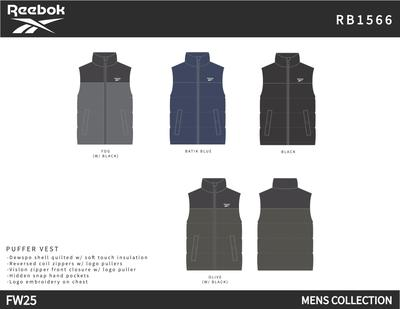 Reebok
RB1566
FOG
(W/ BLACK)
BATIK BLUE
BLACK
OLIVE
(W/ BLACK)
PUFFER VEST
-Dewspo shell quilted w/ soft touch insulation
-Reversed coil zippers w/ logo pullers
-Vislon zipper front closure w/ logo puller
-Hidden snap hand pockets
-Logo embroidery on chest
FW25
MENS COLLECTION